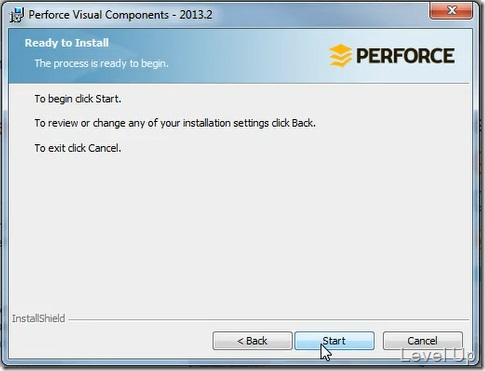 Perforce Visual Components - 2013.2
Ready to Install
The process is ready to begin.
PERFORCE
To begin click Start.
To review or change any of your installation settings click Back.
To exit click Cancel.
InstallShield
< Back
Start
Cancel
Level Up